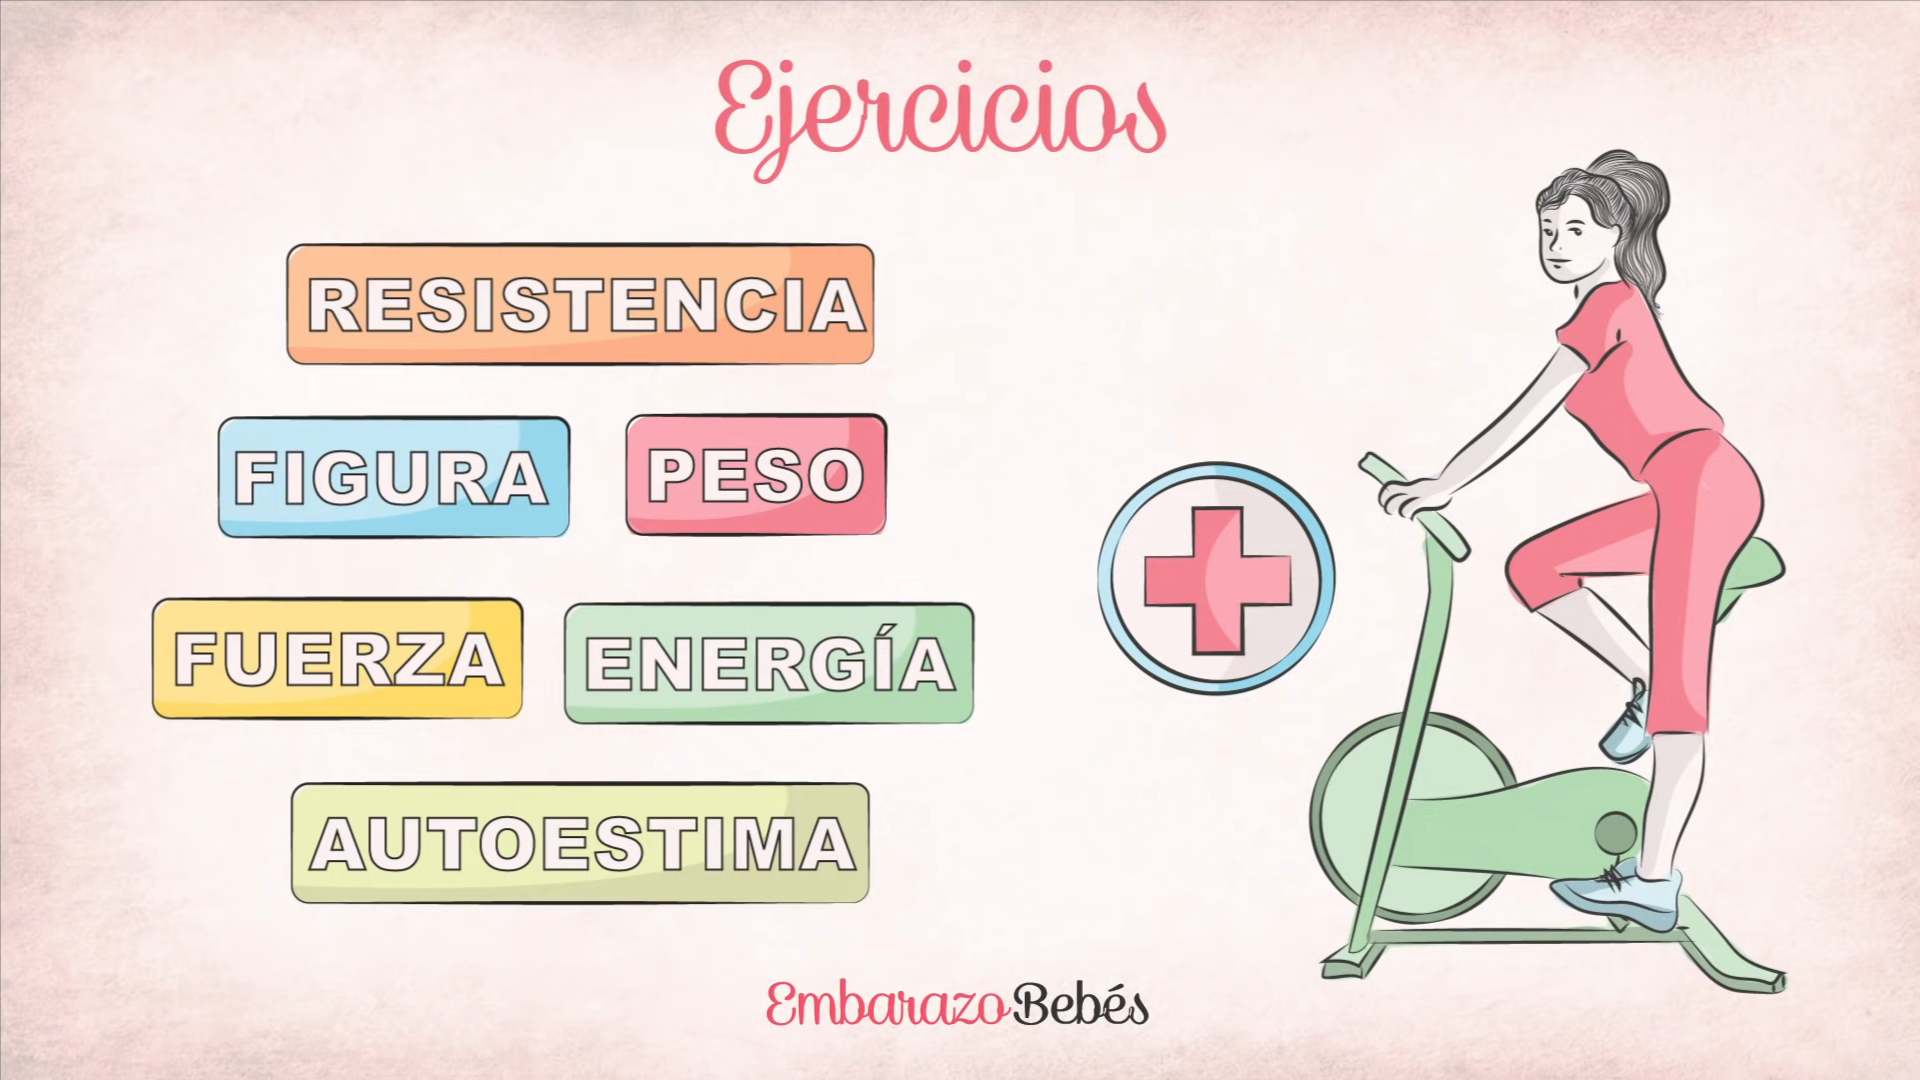 Ejercicios
RESISTENCIA
FIGURA PESO
FUERZA ENERGÍA
AUTOESTIMA
EmbarazoBebés